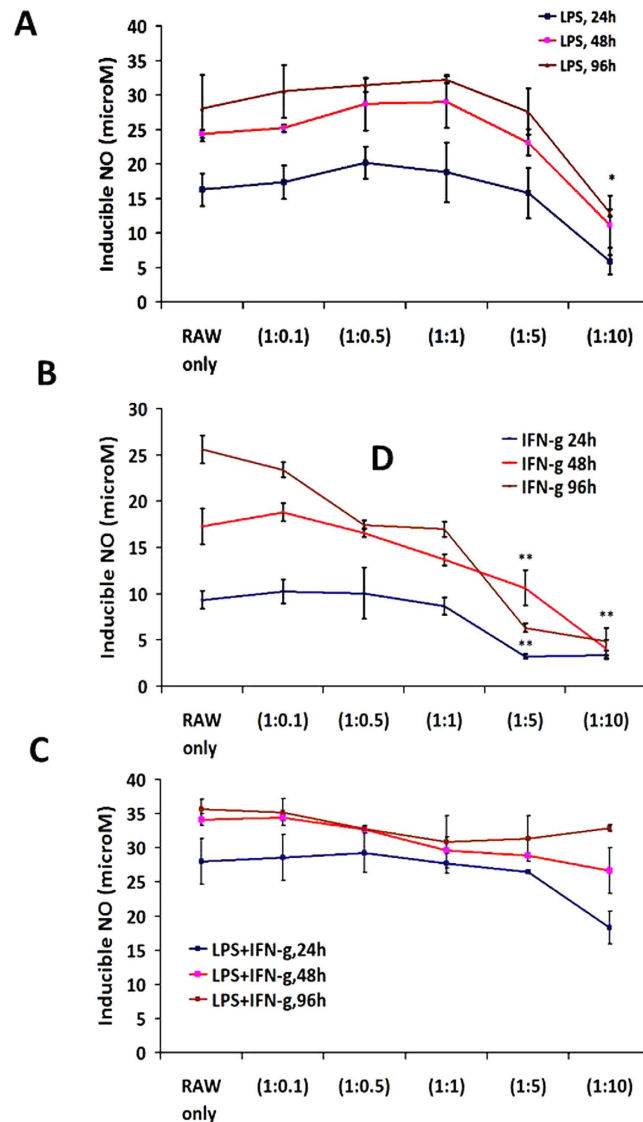 A
LPS, 24h
LPS, 48h
LPS, 96h
Inducible NO (microM)
40
35
30
25
20
15
10
5
0
*
RAW only
(1:0.1)
(1:0.5)
(1:1)
(1:5)
(1:10)
B
D
IFN-g 24h
IFN-g 48h
IFN-g 96h
Inducible NO (microM)
30
25
20
15
10
5
0
**
**
**
RAW only
(1:0.1)
(1:0.5)
(1:1)
(1:5)
(1:10)
C
Inducible NO (microM)
40
35
30
25
20
15
10
5
0
LPS+IFN-g,24h
LPS+IFN-g,48h
LPS+IFN-g,96h
RAW only
(1:0.1)
(1:0.5)
(1:1)
(1:5)
(1:10)